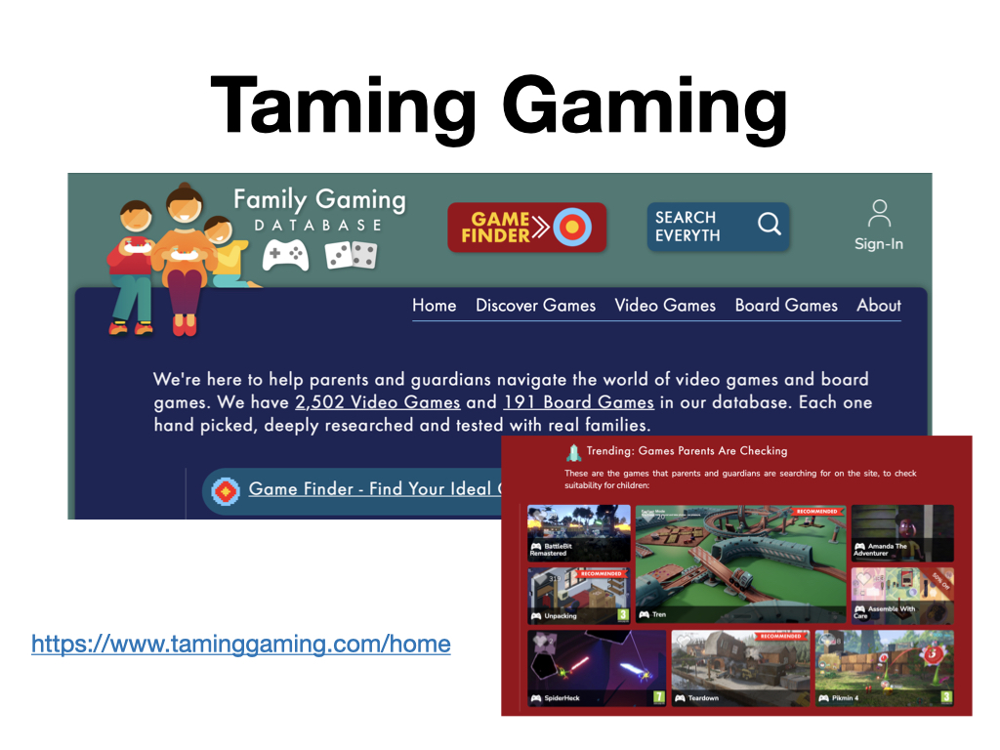 Taming Gaming
Family Gaming
DATABASE
GAME
FINDER
SEARCH
EVERYTH
Sign-In
Home Discover Games Video Games Board Games About
We're here to help parents and guardians navigate the world of video games and board
games. We have 2,502 Video Games and 191 Board Games in our database. Each one
hand picked, deeply researched and tested with real families.
Game Finder - Find Your Ideal
Trending: Games Parents Are Checking
These are the games that parents and guardians are searching for on the site, to check
suitability for children:
BattleBit
Remastered
RECOMMENDED
Tren
Amanda The
Adventurer
RECOMMENDED
Unpacking
3
50% Off
Assemble With
Care
SpiderHeck
7
RECOMMENDED
Teardown
Pikmin 4
3
https://www.taminggaming.com/home